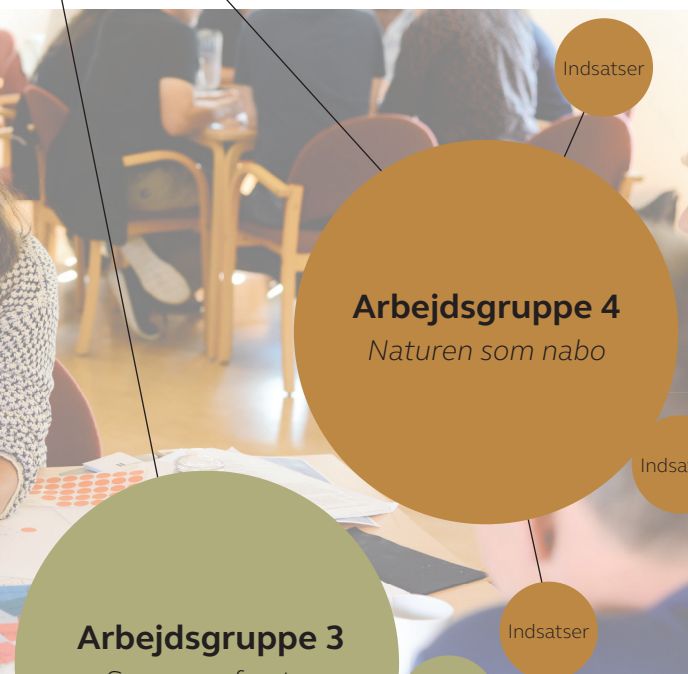 Indsatser
Arbejdsgruppe 4
Naturen som nabo
Indsatser
Arbejdsgruppe 3